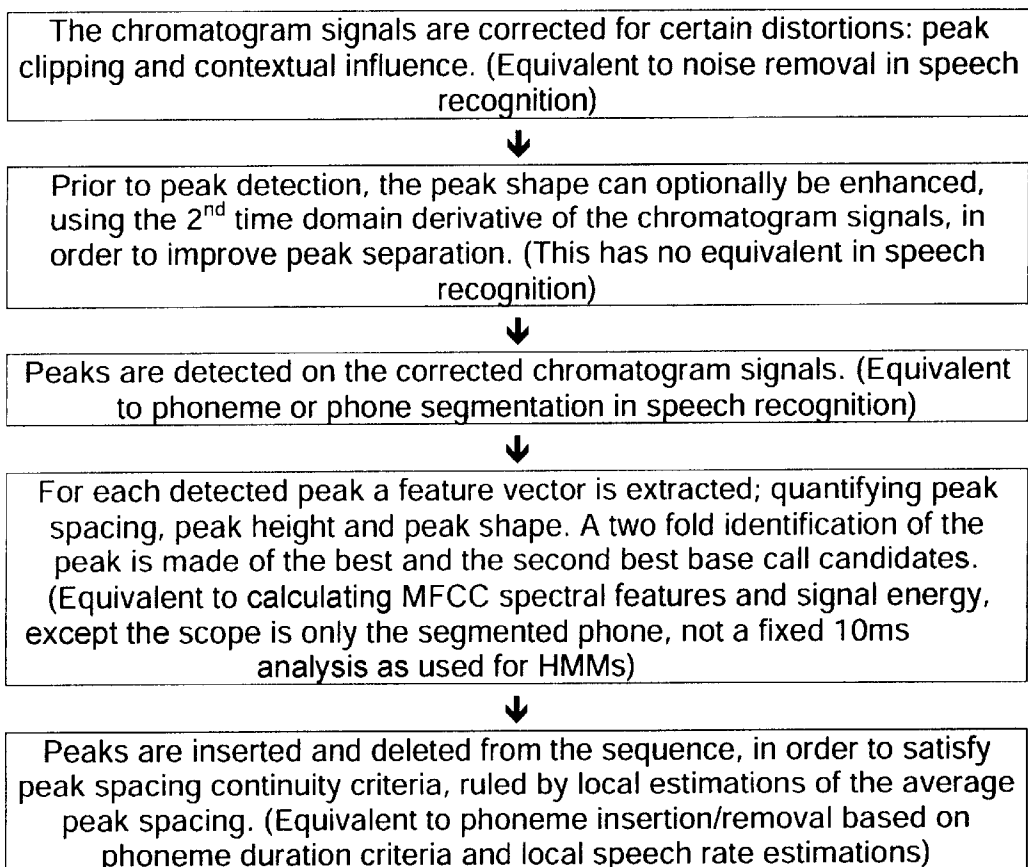 The chromatogram signals are corrected for certain distortions: peak
clipping and contextual influence. (Equivalent to noise removal in speech
recognition)
Prior to peak detection, the peak shape can optionally be enhanced,
using the 2nd time domain derivative of the chromatogram signals, in
order to improve peak separation. (This has no equivalent in speech
recognition)
Peaks are detected on the corrected chromatogram signals. (Equivalent
to phoneme or phone segmentation in speech recognition)
For each detected peak a feature vector is extracted; quantifying peak
spacing, peak height and peak shape. A two fold identification of the
peak is made of the best and the second best base call candidates.
(Equivalent to calculating MFCC spectral features and signal energy,
except the scope is only the segmented phone, not a fixed 10ms
analysis as used for HMMs)
Peaks are inserted and deleted from the sequence, in order to satisfy
peak spacing continuity criteria, ruled by local estimations of the average
peak spacing. (Equivalent to phoneme insertion/removal based on
phoneme duration criteria and local speech rate estimations)